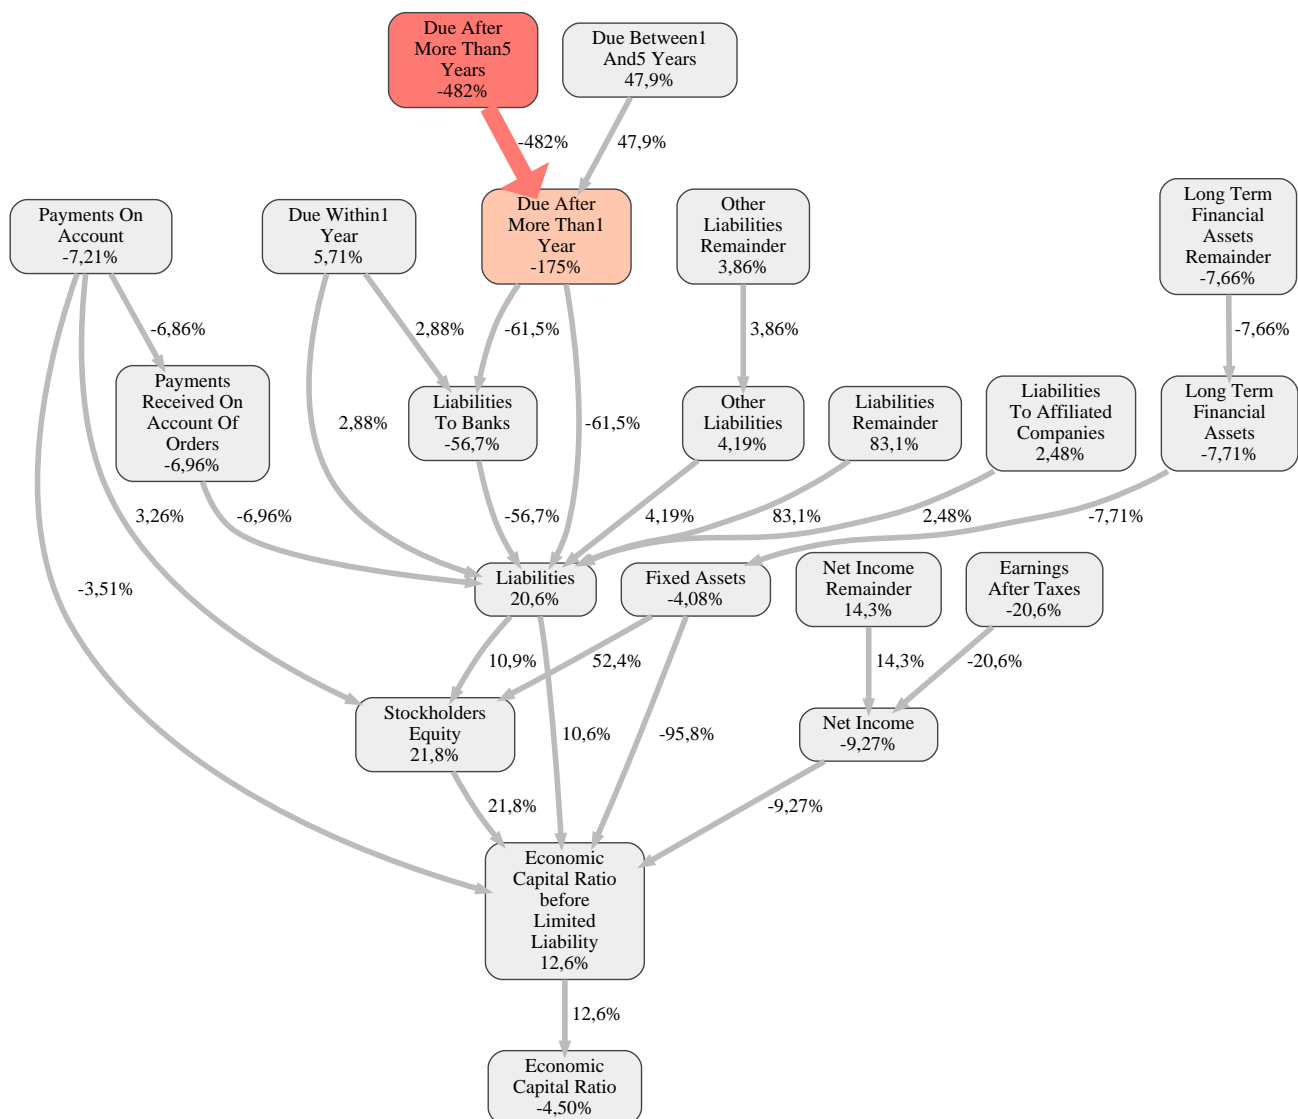 Due After
More Than5
Years
-482%
Due Between1
And5 Years
47,9%
-482%
47,9%
Payments On
Account
-7,21%
Due Within1
Year
5,71%
Due After
More Than1
Year
-175%
Other
Liabilities
Remainder
3,86%
Long Term
Financial
Assets
Remainder
-7,66%
-6,86%
2,88%
-61,5%
3,86%
-7,66%
Payments
Received On
Account Of
Orders
-6,96%
2,88%
Liabilities
To Banks
-56,7%
-61,5%
Other
Liabilities
4,19%
Liabilities
Remainder
83,1%
Liabilities
To Affiliated
Companies
2,48%
Long Term
Financial
Assets
-7,71%
3,26%
-6,96%
-56,7%
4,19%
83,1%
2,48%
-7,71%
-3,51%
Liabilities
20,6%
Fixed Assets
-4,08%
Net Income
Remainder
14,3%
Earnings
After Taxes
-20,6%
10,9%
52,4%
14,3%
-20,6%
Stockholders
Equity
21,8%
10,6%
-95,8%
Net Income
-9,27%
21,8%
-9,27%
Economic
Capital Ratio
before
Limited
Liability
12,6%
12,6%
Economic
Capital Ratio
-4,50%